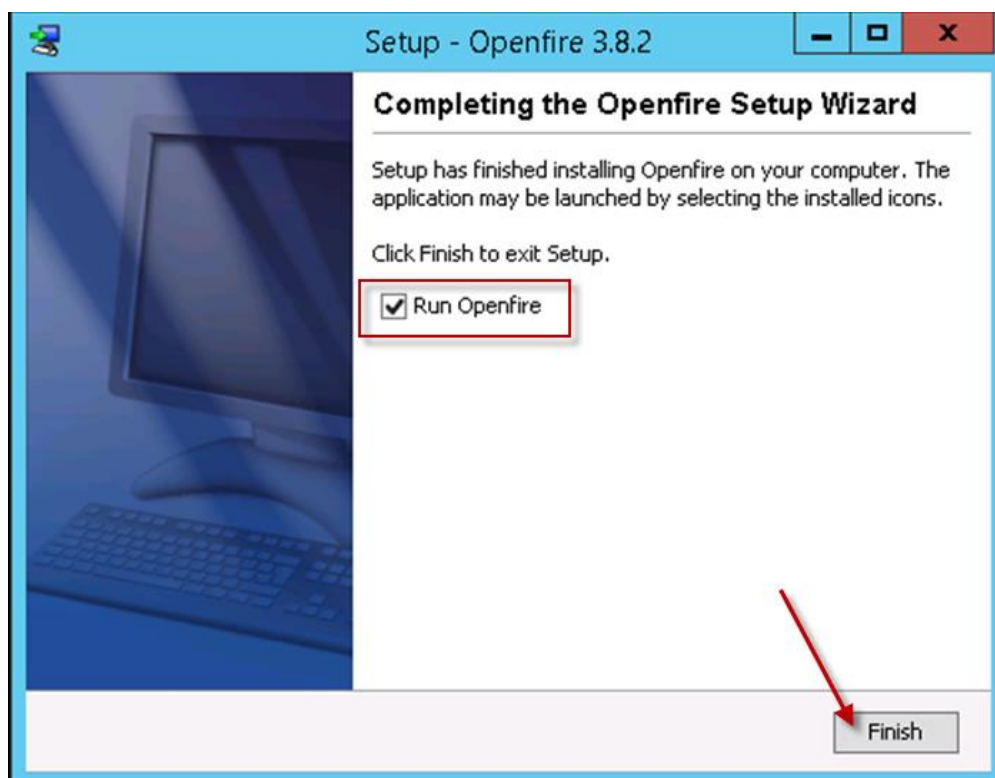 Setup - Openfire 3.8.2
Completing the Openfire Setup Wizard
Setup has finished installing Openfire on your computer. The
application may be launched by selecting the installed icons.
Click Finish to exit Setup.
Run Openfire
Finish